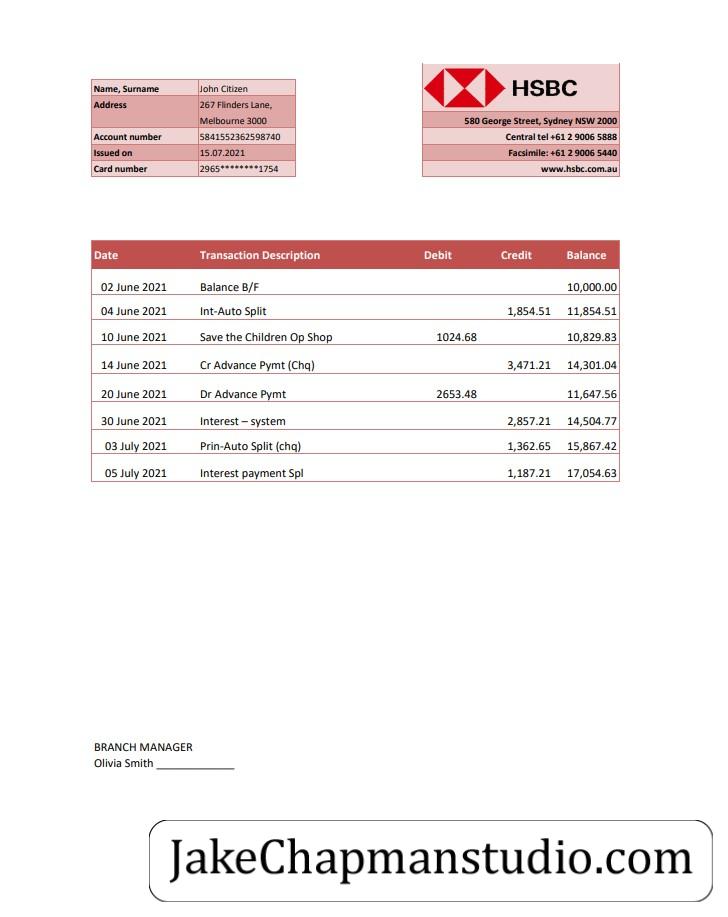 Name, Surname John Citizen
Address 267 Flinders Lane,
Melbourne 3000
Account number 5841552362598740
Issued on 15.07.2021
Card number 2965********1754
HSBC
580 George Street, Sydney NSW 2000
Central tel +61 2 9006 5888
Facsimile: +61 2 9006 5440
www.hsbc.com.au
Date Transaction Description Debit Credit Balance
02 June 2021 Balance B/F 10,000.00
04 June 2021 Int-Auto Split 1,854.51 11,854.51
10 June 2021 Save the Children Op Shop 1024.68 10,829.83
14 June 2021 Cr Advance Pymt (Chq) 3,471.21 14,301.04
20 June 2021 Dr Advance Pymt 2653.48 11,647.56
30 June 2021 Interest – system 2,857.21 14,504.77
03 July 2021 Prin-Auto Split (chq) 1,362.65 15,867.42
05 July 2021 Interest payment Spl 1,187.21 17,054.63
BRANCH MANAGER
Olivia Smith _____________
JakeChapmanstudio.com